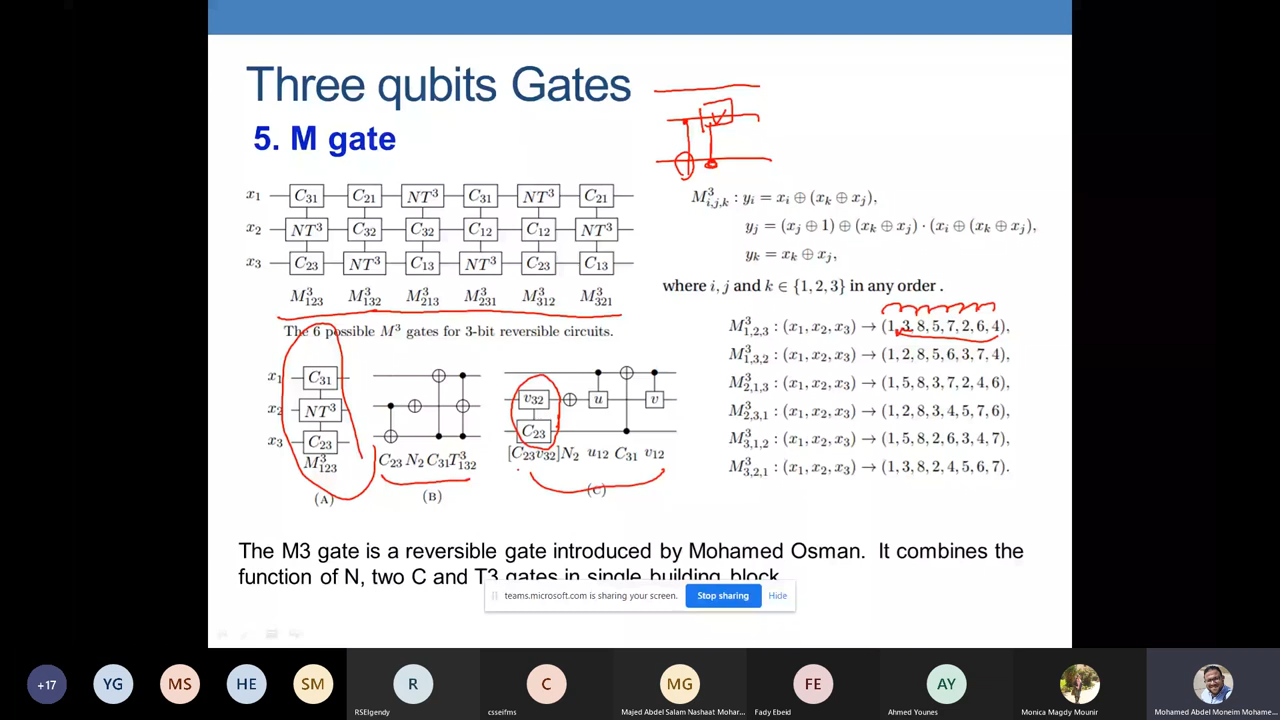 Three qubits Gates
5. M gate
x₁ C₃₁ C₂₁ NT³ C₃₁ NT³ C₂₁
x₂ NT³ C₃₂ C₃₂ C₁₂ C₁₂ NT³
x₃ C₂₃ NT³ C₁₃ NT³ C₂₃ C₁₃
M³₁₂₃ M³₁₃₂ M³₂₁₃ M³₂₃₁ M³₃₁₂ M³₃₂₁
The 6 possible M³ gates for 3-bit reversible circuits.
x₁ C₃₁
x₂ NT³
x₃ C₂₃
M³₁₂₃
(A)
C₂₃ N₂ C₃₁T³₁₃₂
(B)
v₃₂ u v
C₂₃
[C₂₃v₃₂]N₂ u₁₂ C₃₁ v₁₂
(C)
V
M³ᵢ,ⱼ,ₖ : yᵢ = xᵢ ⊕ (xₖ ⊕ xⱼ),
yⱼ = (xⱼ ⊕ 1) ⊕ (xₖ ⊕ xⱼ) · (xᵢ ⊕ (xₖ ⊕ xⱼ),
yₖ = xₖ ⊕ xⱼ,
where i, j and k ∈ {1, 2, 3} in any order .
M³₁,₂,₃ : (x₁, x₂, x₃) → (1, 3, 8, 5, 7, 2, 6, 4),
M³₁,₃,₂ : (x₁, x₂, x₃) → (1, 2, 8, 5, 6, 3, 7, 4),
M³₂,₁,₃ : (x₁, x₂, x₃) → (1, 5, 8, 3, 7, 2, 4, 6),
M³₂,₃,₁ : (x₁, x₂, x₃) → (1, 2, 8, 3, 4, 5, 7, 6),
M³₃,₁,₂ : (x₁, x₂, x₃) → (1, 5, 8, 2, 6, 3, 4, 7),
M³₃,₂,₁ : (x₁, x₂, x₃) → (1, 3, 8, 2, 4, 5, 6, 7).
The M3 gate is a reversible gate introduced by Mohamed Osman. It combines the
function of N, two C and T3 gates in single building block
teams.microsoft.com is sharing your screen. Stop sharing Hide
+17 YG MS HE SM R C MG FE AY
RSElgendy csseifms Majed Abdel Salam Nashaat Mohar... Fady Ebeid Ahmed Younes Monica Magdy Mounir Mohamed Abdel Moneim Mohame...